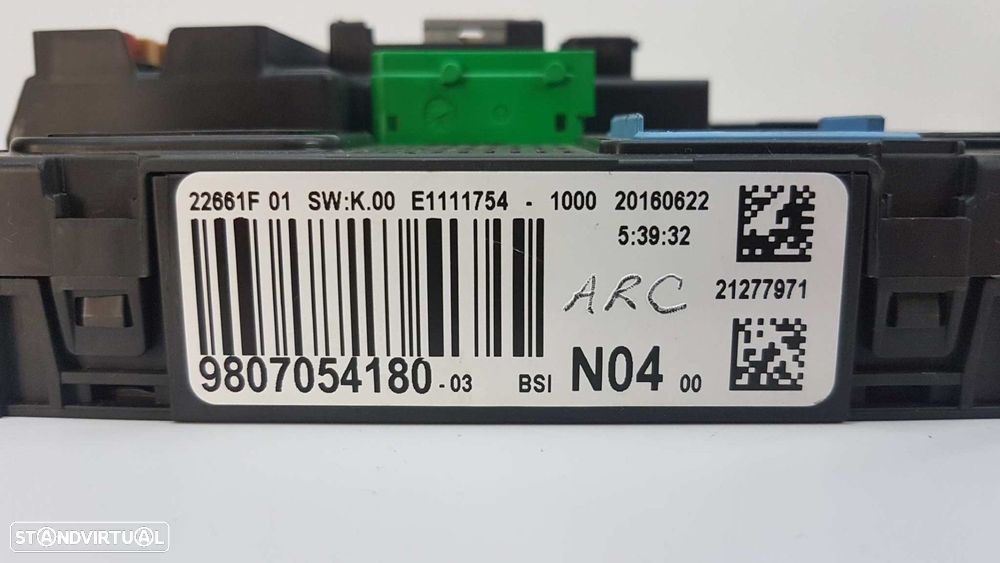 22661F 01 SW:K.00 E1111754 - 1000 20160622
5:39:32
ARC 21277971
9807054180 - 03 BSI N04 00
STANDVIRTUAL